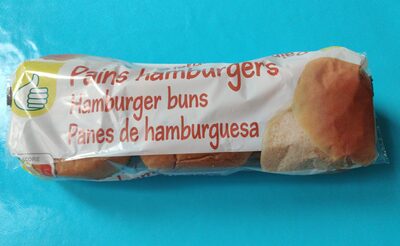 Pains hamburgers
Hamburger buns
Panes de hamburguesa